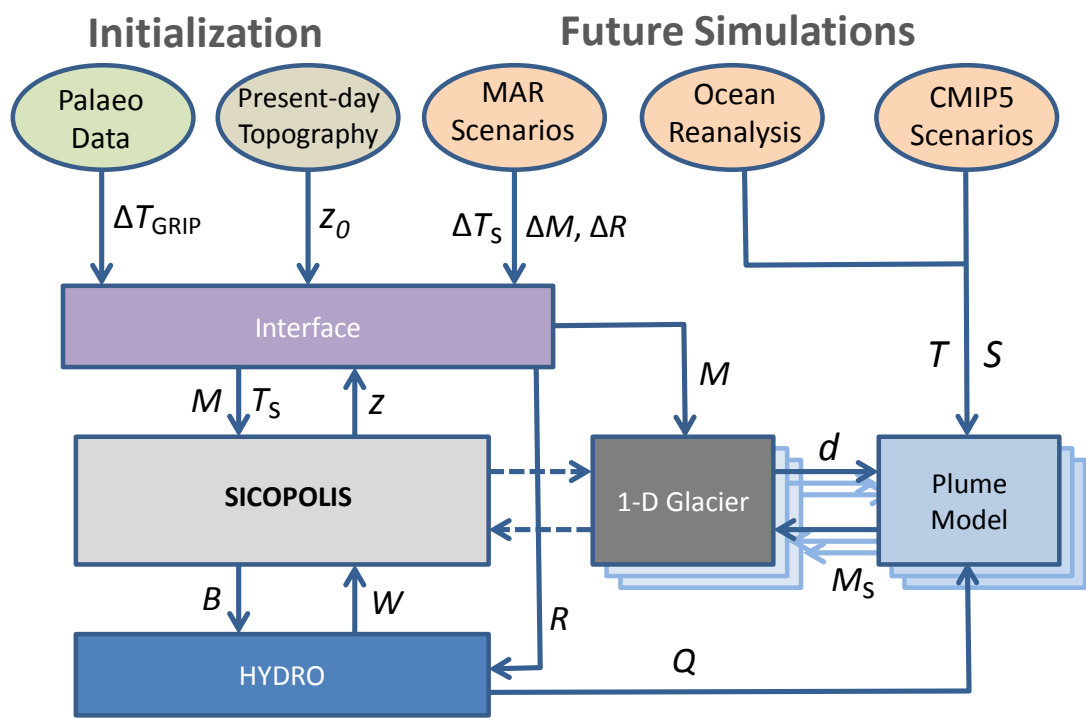 Initialization
Future Simulations
Palaeo
Data
Present-day
Topography
MAR
Scenarios
Ocean
Reanalysis
CMIP5
Scenarios
ΔT_GRIP
z_0
ΔT_S
ΔM, ΔR
Interface
T
S
M
T_S
z
M
SICOPOLIS
1-D Glacier
d
Plume
Model
M_S
B
W
R
HYDRO
Q